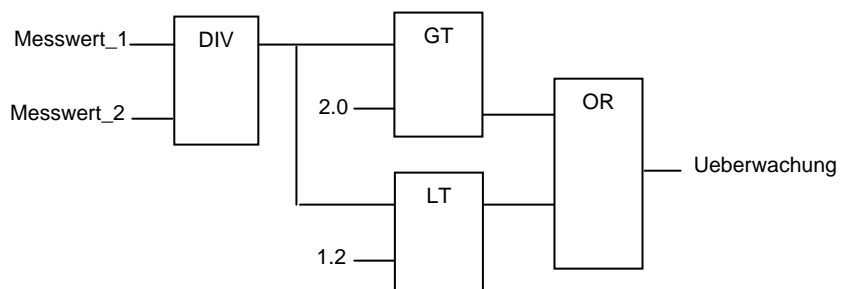 Messwert_1
DIV
GT
Messwert_2
2.0
OR
Ueberwachung
LT
1.2